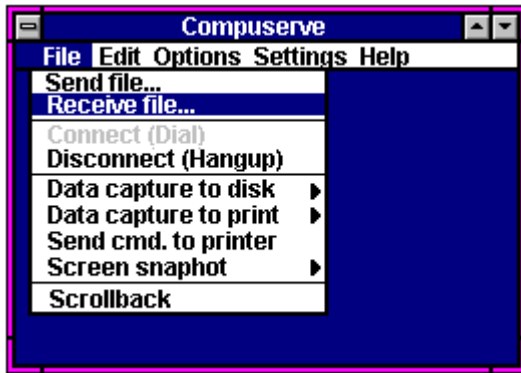 Compuserve
File Edit Options Settings Help
Send file...
Receive file...
Connect (Dial)
Disconnect (Hangup)
Data capture to disk
Data capture to print
Send cmd. to printer
Screen snaphot
Scrollback